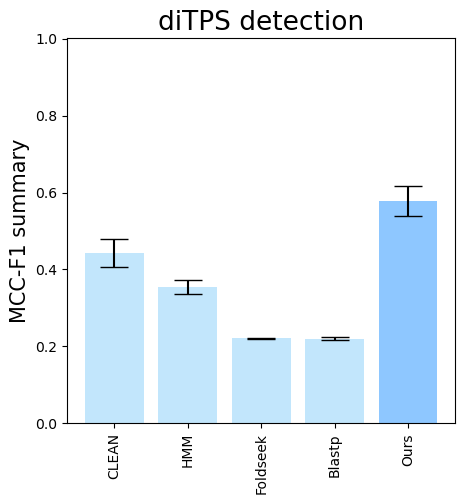 diTPS detection
MCC-F1 summary
1.0
0.8
0.6
0.4
0.2
0.0
CLEAN
HMM
Foldseek
Blastp
Ours